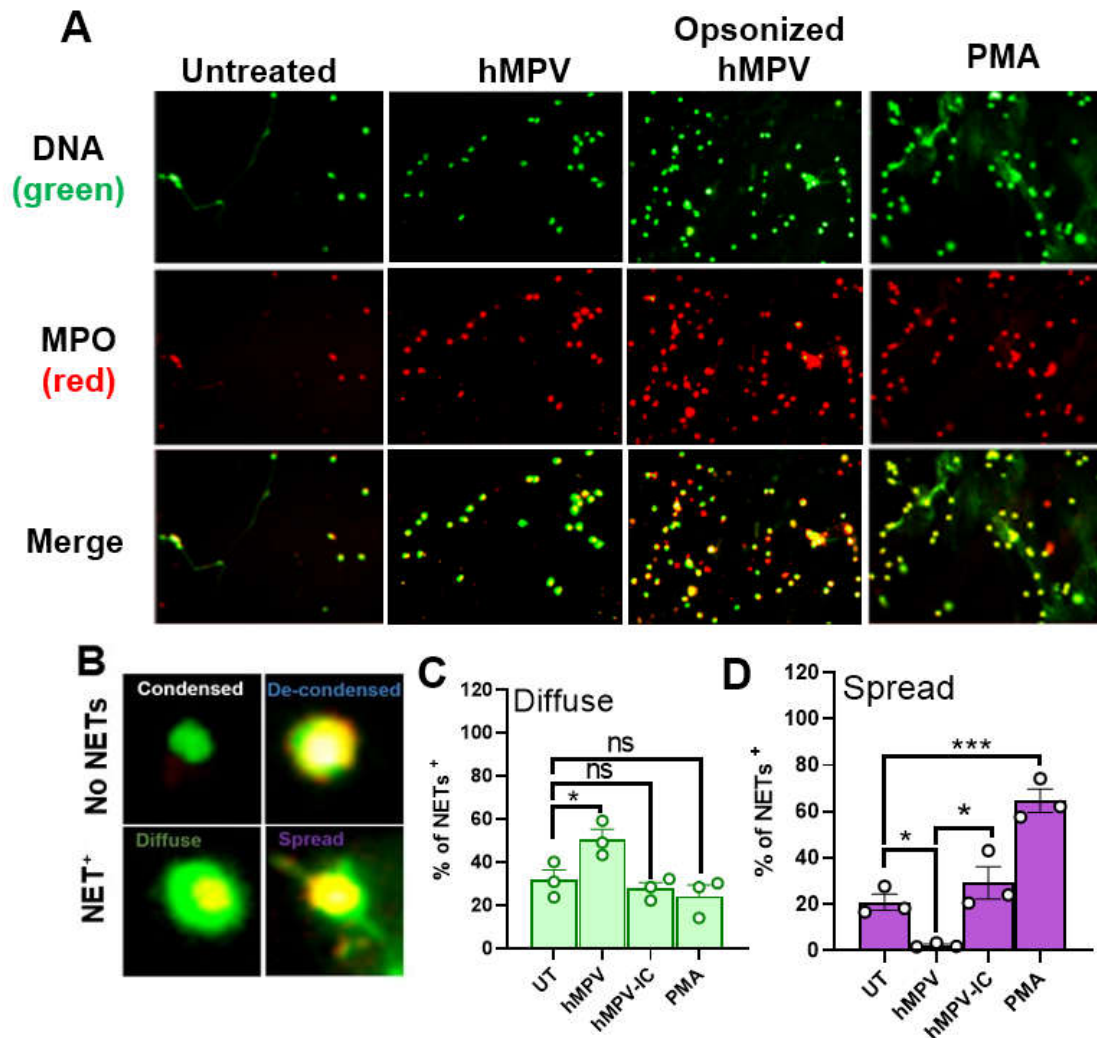 A
Untreated
hMPV
Opsonized
hMPV
PMA
DNA
(green)
MPO
(red)
Merge
B
No NETs
NET+
Condensed
De-condensed
Diffuse
Spread
C
Diffuse
% of NETs +
120
100
80
60
40
20
0
ns
ns
*
UT
hMPV
hMPV-IC
PMA
D
Spread
% of NETs +
120
100
80
60
40
20
0
***
*
*
UT
hMPV
hMPV-IC
PMA